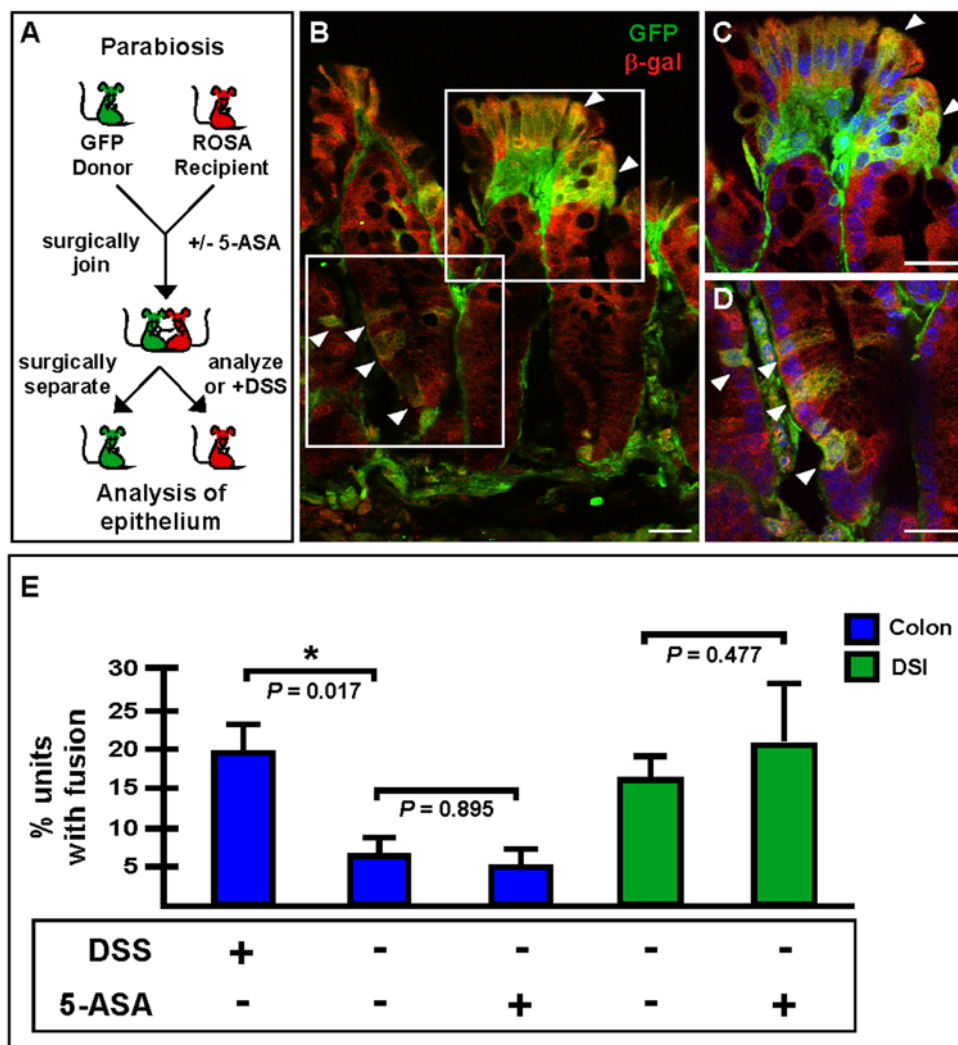 A
Parabiosis
GFP Donor
ROSA Recipient
surgically join
+/- 5-ASA
surgically separate
analyze or +DSS
Analysis of epithelium
B
GFP
β-gal
C
D
E
Colon
DSI
% units with fusion
30
25
20
15
10
5
*
P = 0.017
P = 0.895
P = 0.477
DSS + - - - -
5-ASA - - + - +